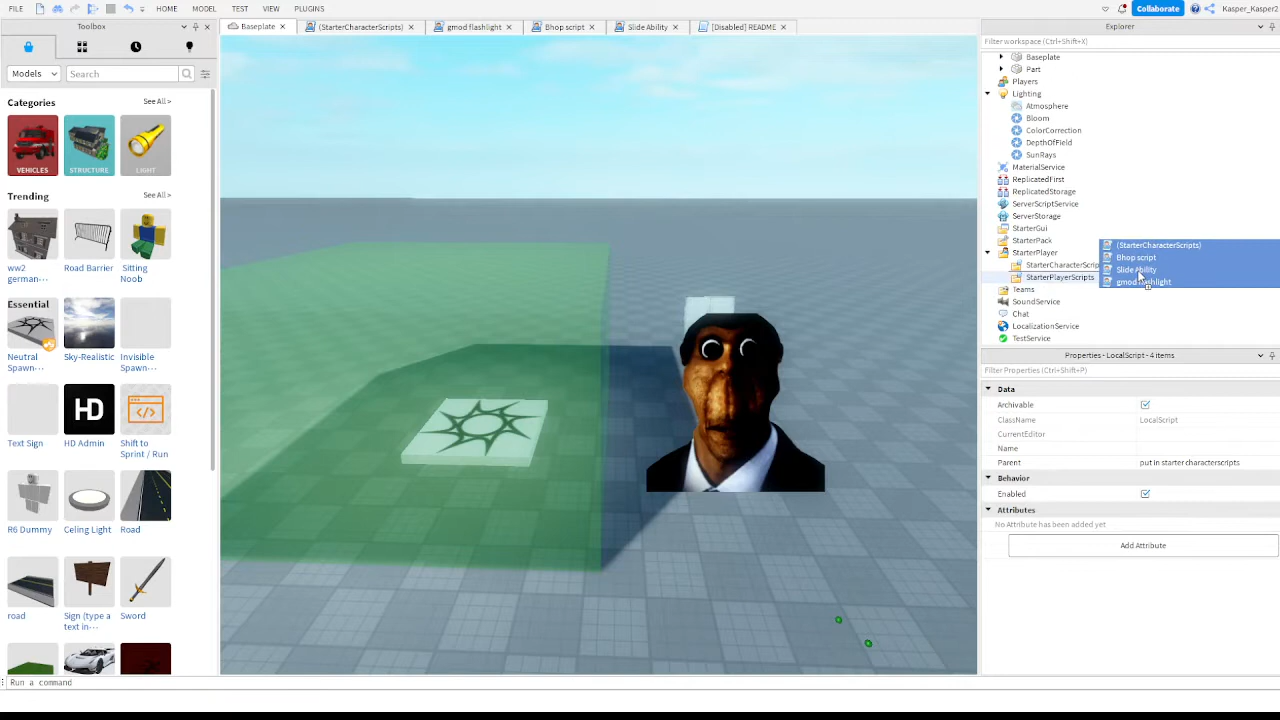 FILE
HOME
MODEL
TEST
VIEW
PLUGINS
Collaborate
Kasper_Kasper2
Toolbox
Baseplate
(StarterCharacterScripts)
gmod flashlight
Bhop script
Slide Ability
[Disabled] README
Explorer
Filter workspace (Ctrl+Shift+X)
Models
Search
Categories
See All >
VEHICLES
STRUCTURE
LIGHT
Trending
See All >
ww2
german-···
Road Barrier
Sitting
Noob
Essential
See All >
Neutral
Spawn-···
Sky-Realistic
Invisible
Spawn-···
Text Sign
HD
HD Admin
Shift to
Sprint / Run
R6 Dummy
Celing Light
Road
road
Sign (type a
text in-···
Sword
Baseplate
Part
Players
Lighting
Atmosphere
Bloom
ColorCorrection
DepthOfField
SunRays
MaterialService
ReplicatedFirst
ReplicatedStorage
ServerScriptService
ServerStorage
StarterGui
StarterPack
StarterPlayer
StarterCharacterScrip
StarterPlayerScripts
Teams
SoundService
Chat
LocalizationService
TestService
(StarterCharacterScripts)
Bhop script
Slide Ability
gmod flashlight
Properties - LocalScript - 4 items
Filter Properties (Ctrl+Shift+P)
Data
Archivable
ClassName LocalScript
CurrentEditor
Name
Parent put in starter characterscripts
Behavior
Enabled
Attributes
No Attribute has been added yet
Add Attribute
Run a command